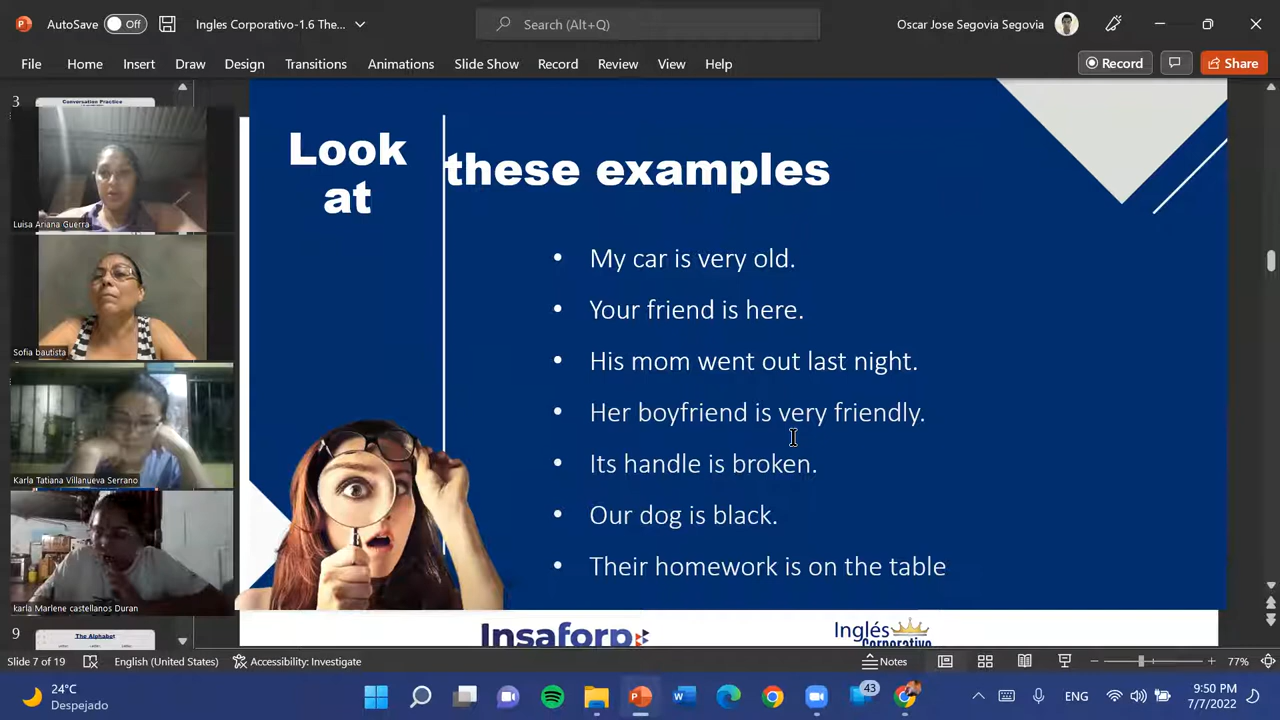 AutoSave Off Ingles Corporativo-1.6 The... Search (Alt+Q) Oscar Jose Segovia Segovia
File Home Insert Draw Design Transitions Animations Slide Show Record Review View Help Record Share
3
Conversation Practice
Luisa Ariana Guerra
Sofia bautista
Karla Tatiana Villanueva Serrano
karla Marlene castellanos Duran
9
The Alphabet
Look
at
these examples
• My car is very old.
• Your friend is here.
• His mom went out last night.
• Her boyfriend is very friendly.
• Its handle is broken.
• Our dog is black.
• Their homework is on the table
Insaforp
Inglés
Corporativo
Slide 7 of 19 English (United States) Accessibility: Investigate Notes 77%
24°C
Despejado
43
ENG
9:50 PM
7/7/2022